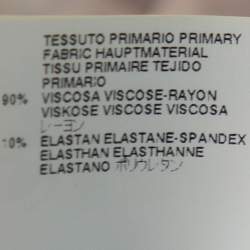 TESSUTO PRIMARIO PRIMARY
FABRIC HAUPTMATERIAL
TISSU PRIMAIRE TEJIDO
PRIMARIO
90% VISCOSA VISCOSE-RAYON
VISKOSE VISCOSE VISCOSA
レーヨン
10% ELASTAN ELASTANE-SPANDEX
ELASTHAN ELASTHANNE
ELASTANO ポリウレタン